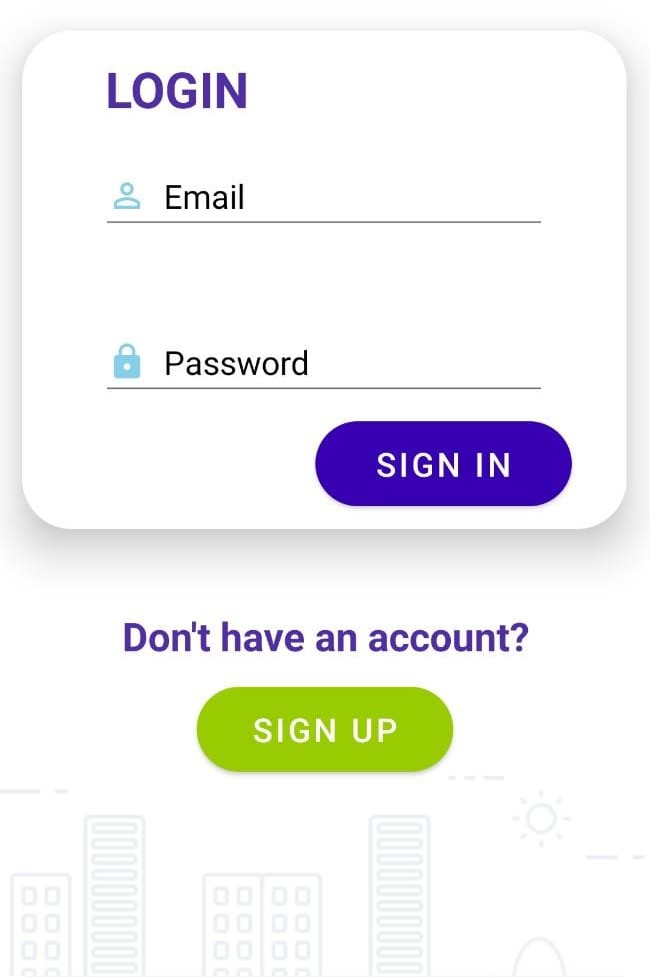 LOGIN
Email
Password
SIGN IN
Don't have an account?
SIGN UP